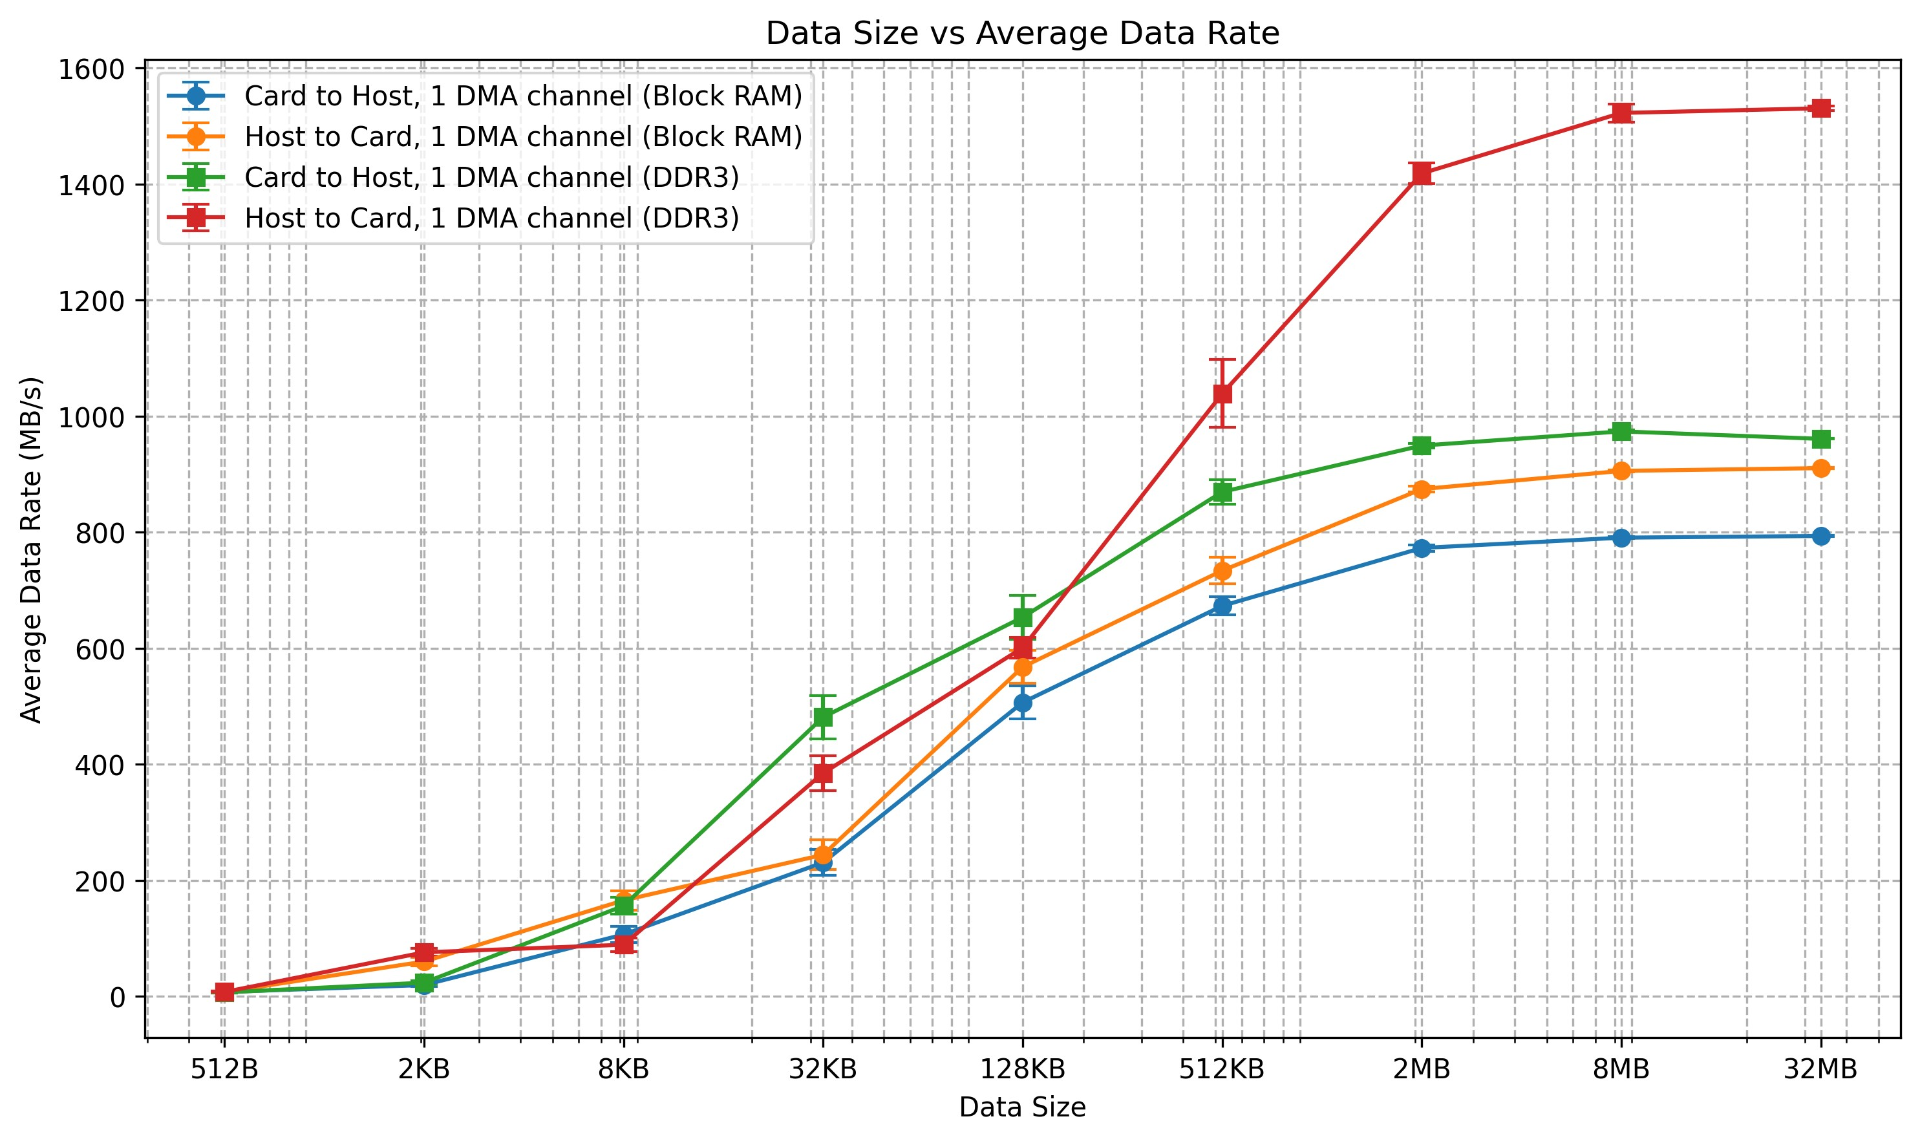 Data Size vs Average Data Rate
Card to Host, 1 DMA channel (Block RAM)
Host to Card, 1 DMA channel (Block RAM)
Card to Host, 1 DMA channel (DDR3)
Host to Card, 1 DMA channel (DDR3)
Average Data Rate (MB/s)
1600
1400
1200
1000
800
600
400
200
0
512B 2KB 8KB 32KB 128KB 512KB 2MB 8MB 32MB
Data Size